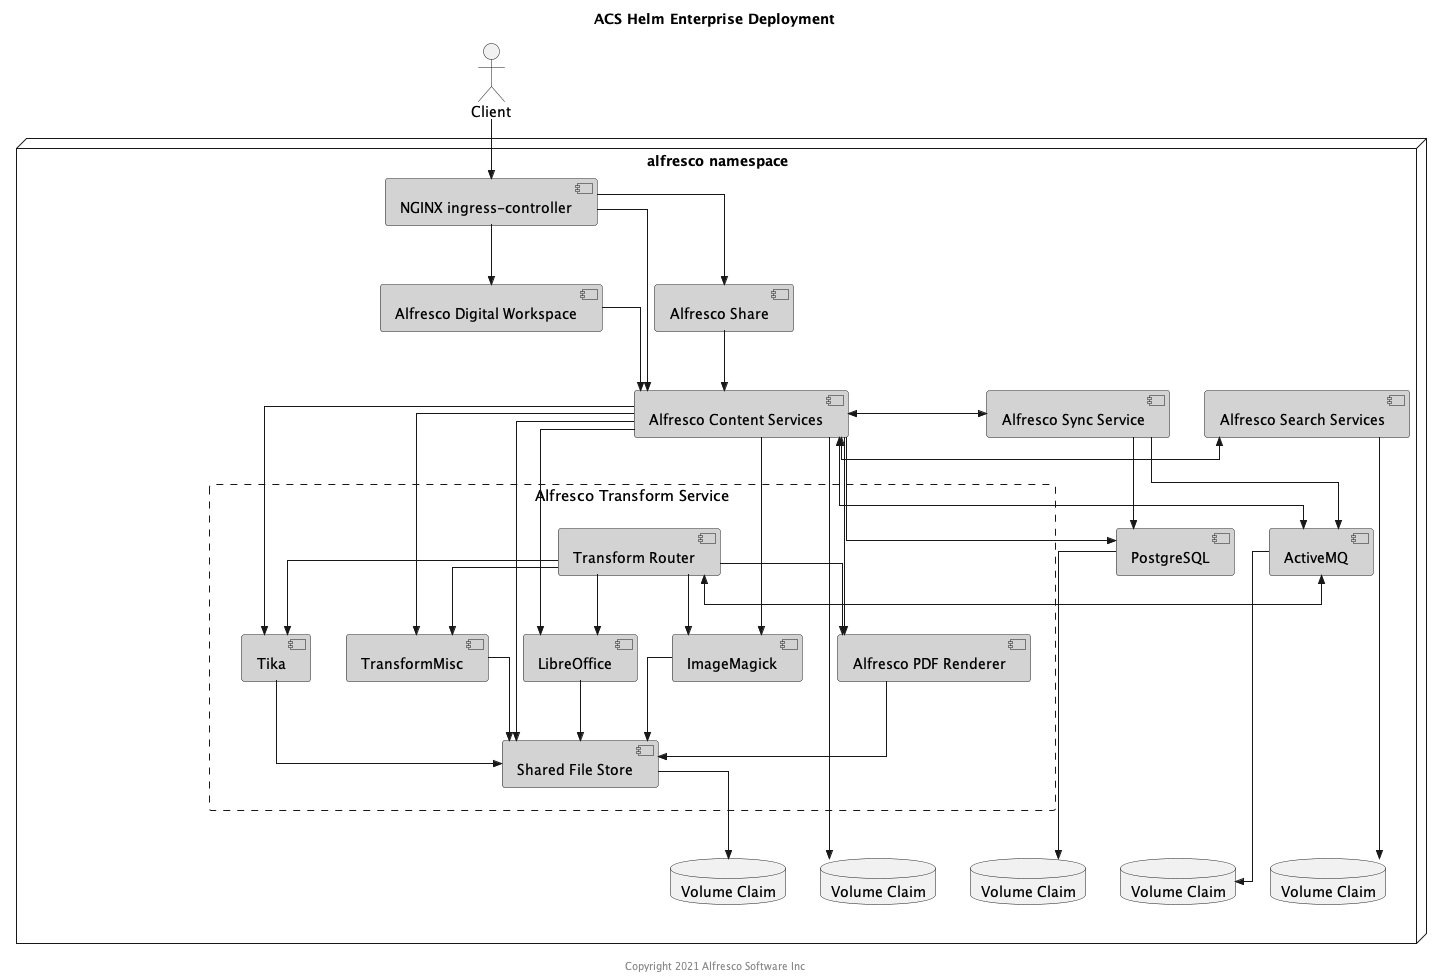 ACS Helm Enterprise Deployment
Client
alfresco namespace
NGINX ingress-controller
Alfresco Digital Workspace
Alfresco Share
Alfresco Content Services
Alfresco Sync Service
Alfresco Search Services
Alfresco Transform Service
Transform Router
PostgreSQL
ActiveMQ
Tika
TransformMisc
LibreOffice
ImageMagick
Alfresco PDF Renderer
Shared File Store
Volume Claim
Volume Claim
Volume Claim
Volume Claim
Volume Claim
Copyright 2021 Alfresco Software Inc